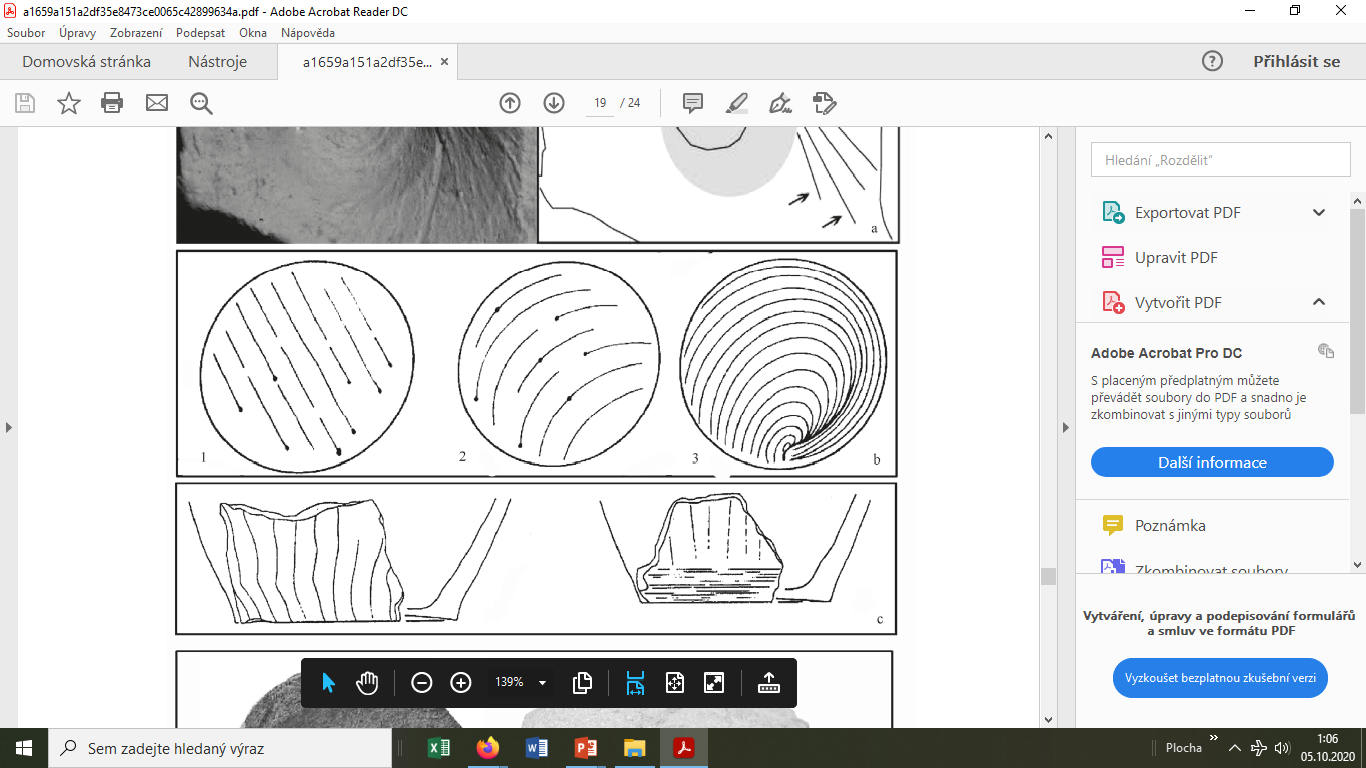 a1659a151a2df35e8473ce0065c42899634a.pdf - Adobe Acrobat Reader DC
Soubor Úpravy Zobrazení Podepsat Okna Nápověda
Domovská stránka Nástroje a1659a151a2df35e... ×
Přihlásit se
19 / 24
Hledání „Rozdělit“
Exportovat PDF
Upravit PDF
Vytvořit PDF
Adobe Acrobat Pro DC
S placeným předplatným můžete
převádět soubory do PDF a snadno je
zkombinovat s jinými typy souborů
Další informace
Poznámka
Zkombinovat soubory
Vytváření, úpravy a podepisování formulářů
a smluv ve formátu PDF
Vyzkoušet bezplatnou zkušební verzi
a
1 2 3 b
c
139%
Sem zadejte hledaný výraz
Plocha
1:06
05.10.2020